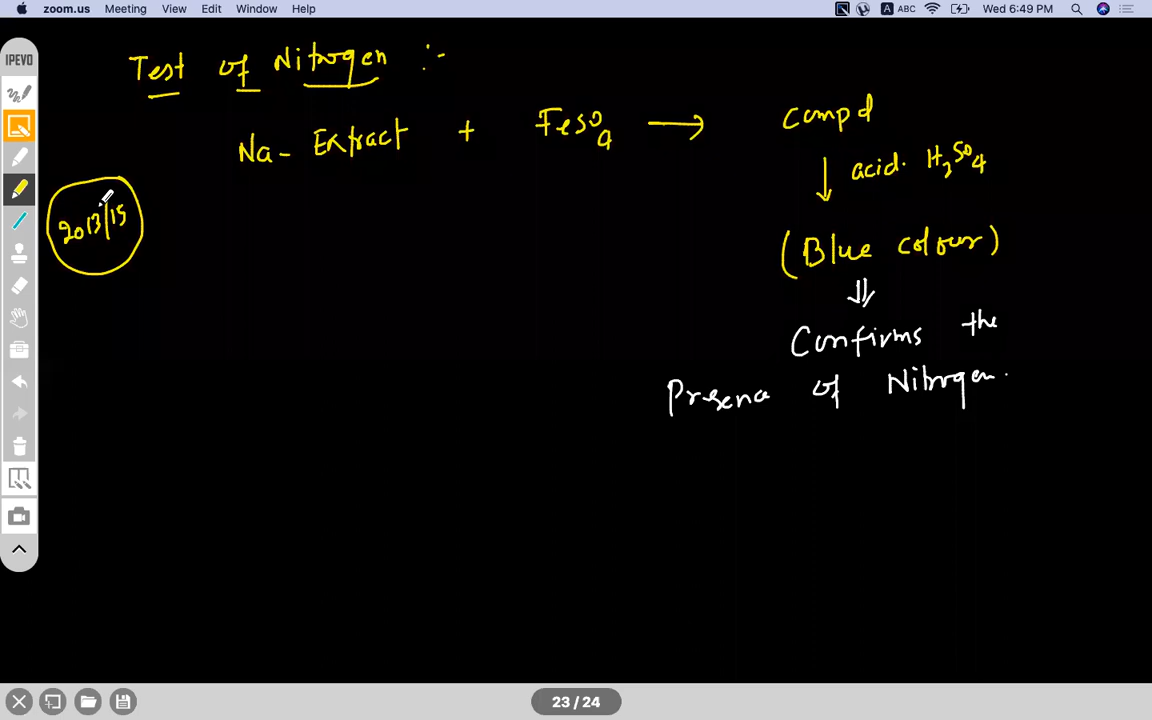 zoom.us Meeting View Edit Window Help A ABC Wed 6:49 PM
IPEVO
Test of Nitrogen :-
Na- Extract + FeSO4 → Compd
↓ acid. H2SO4
2013/15
(Blue colour)
⇓
Confirms the
Presence of Nitrogen.
23 / 24